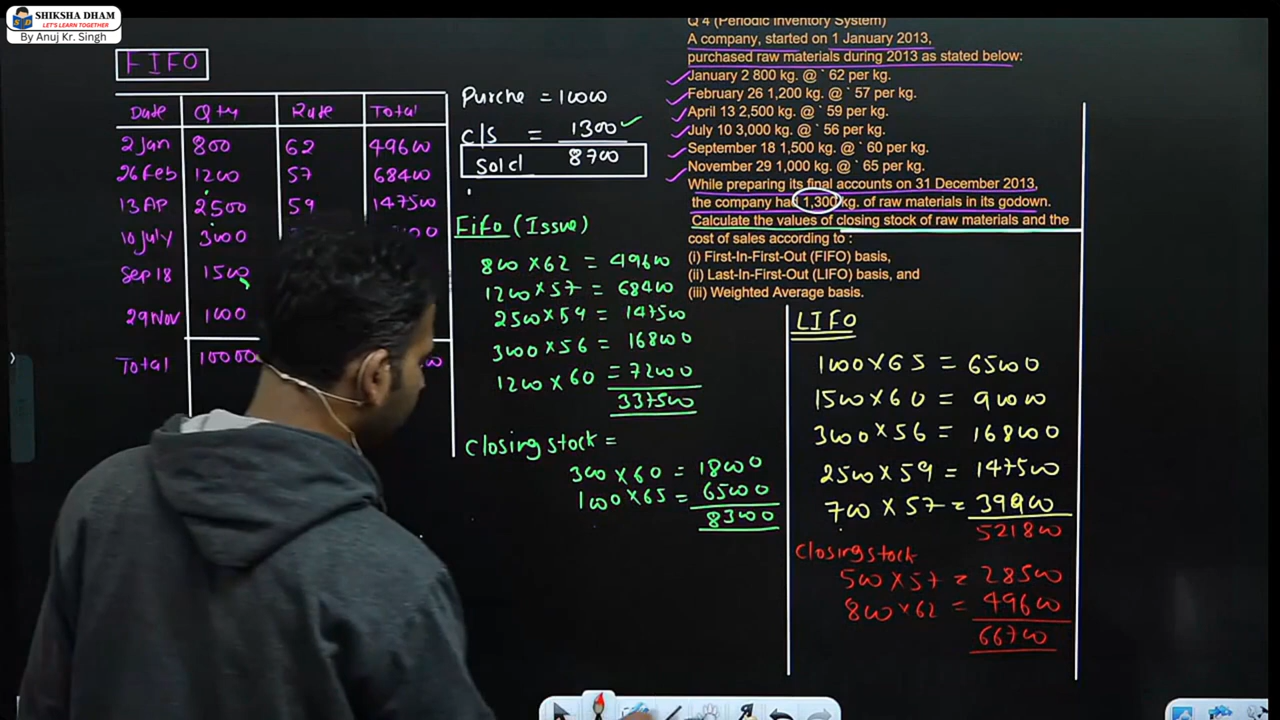 SHIKSHA DHAM
LET'S LEARN TOGETHER
By Anuj Kr. Singh
FIFO
Date Qty Rate Total
2 Jan 800 62 49600
26 Feb 1200 57 68400
13 AP 2500 59 147500
10 July 3000
Sep 18 1500
29 Nov 1000
Total 10000
Purche = 10000
C/S = 1300
Sold 8700
Fifo (Issue)
800 x 62 = 49600
1200 x 57 = 68400
2500 x 59 = 147500
3000 x 56 = 16800
1200 x 60 = 72000
337500
Closing stock =
300 x 60 = 18000
1000 x 65 = 65000
83000
Q 4 (Periodic Inventory System)
A company, started on 1 January 2013,
purchased raw materials during 2013 as stated below:
January 2 800 kg. @ ` 62 per kg.
February 26 1,200 kg. @ ` 57 per kg.
April 13 2,500 kg. @ ` 59 per kg.
July 10 3,000 kg. @ ` 56 per kg.
September 18 1,500 kg. @ ` 60 per kg.
November 29 1,000 kg. @ ` 65 per kg.
While preparing its final accounts on 31 December 2013,
the company had 1,300 kg. of raw materials in its godown.
Calculate the values of closing stock of raw materials and the
cost of sales according to :
(i) First-In-First-Out (FIFO) basis,
(ii) Last-In-First-Out (LIFO) basis, and
(iii) Weighted Average basis.
LIFO
1000 x 65 = 65000
1500 x 60 = 90000
3000 x 56 = 168000
2500 x 59 = 147500
700 x 57 = 39900
521800
Closing stock
500 x 57 = 28500
800 x 62 = 49600
66700